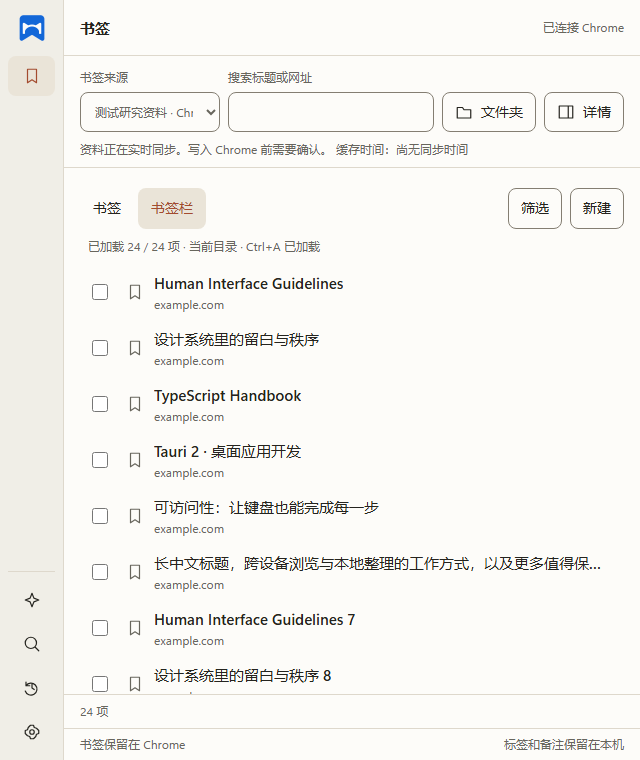 书签
已连接 Chrome
书签来源
搜索标题或网址
测试研究资料 · Chr
文件夹
详情
资料正在实时同步。写入 Chrome 前需要确认。 缓存时间：尚无同步时间
书签
书签栏
筛选
新建
已加载 24 / 24 项 · 当前目录 · Ctrl+A 已加载
Human Interface Guidelines
example.com
设计系统里的留白与秩序
example.com
TypeScript Handbook
example.com
Tauri 2 · 桌面应用开发
example.com
可访问性：让键盘也能完成每一步
example.com
长中文标题，跨设备浏览与本地整理的工作方式，以及更多值得保...
example.com
Human Interface Guidelines 7
example.com
设计系统里的留白与秩序 8
24 项
书签保留在 Chrome
标签和备注保留在本机